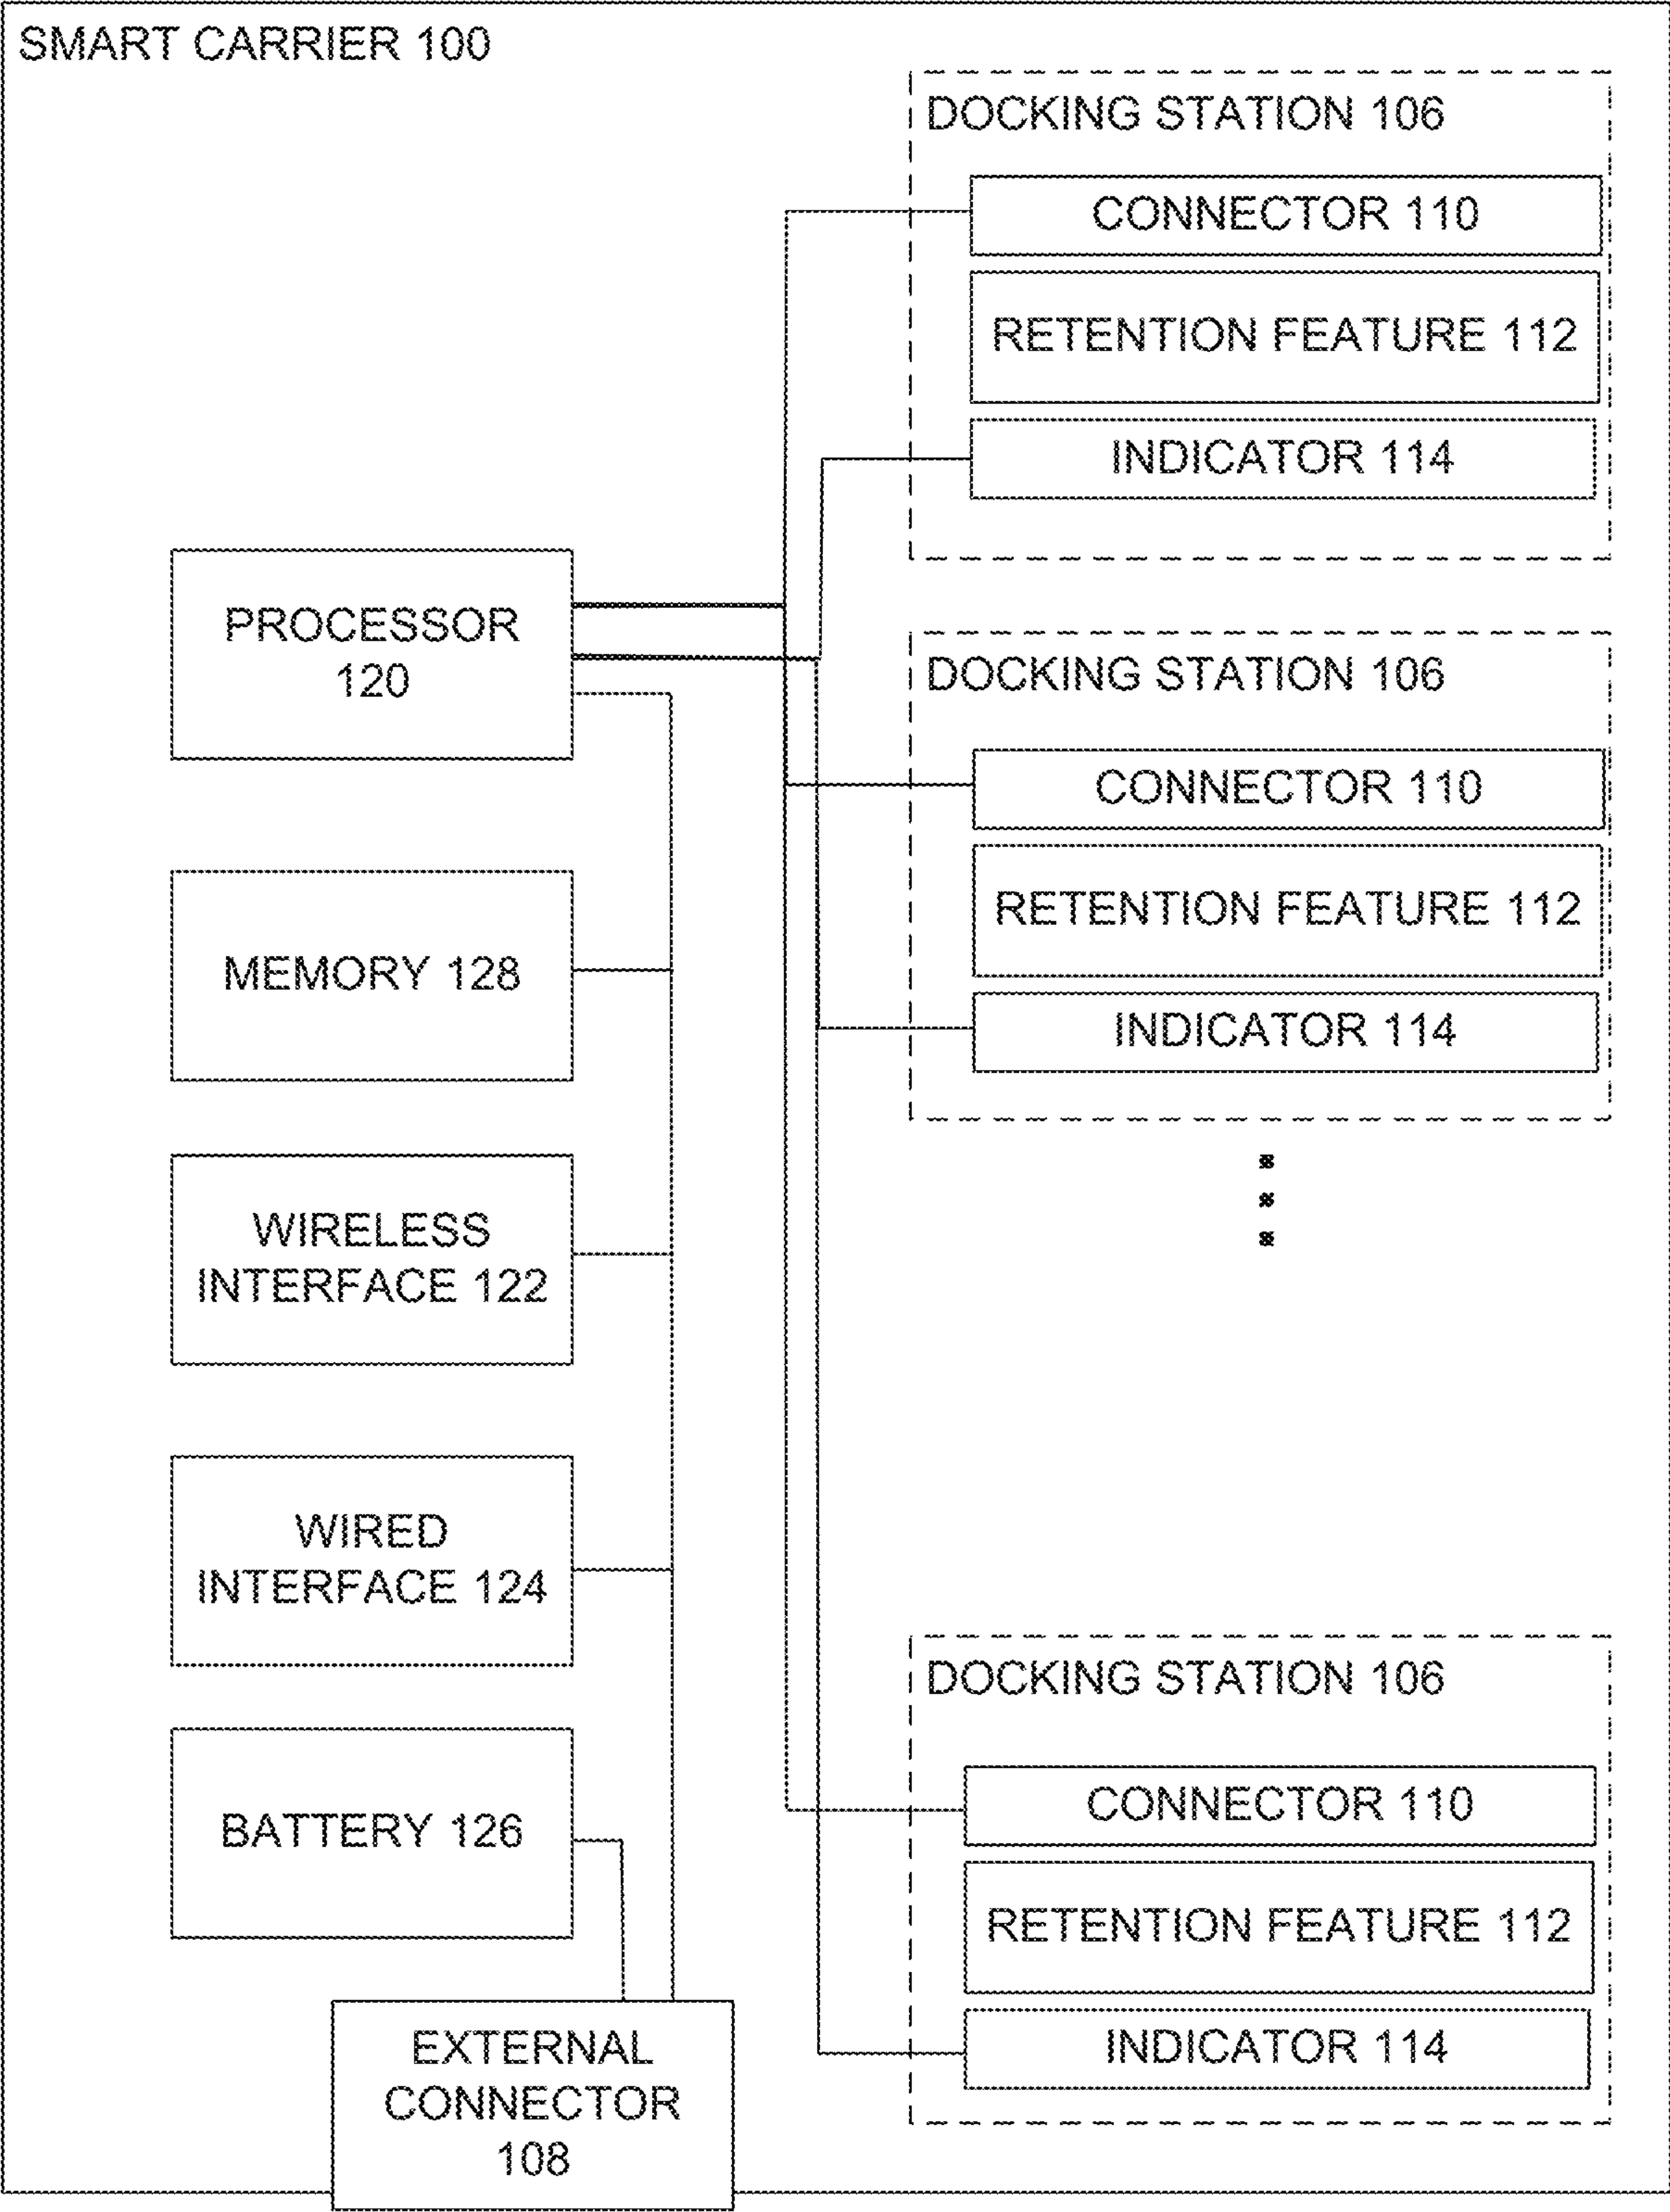 SMART CARRIER 100
DOCKING STATION 106
CONNECTOR 110
RETENTION FEATURE 112
INDICATOR 114
PROCESSOR
120
DOCKING STATION 106
CONNECTOR 110
RETENTION FEATURE 112
INDICATOR 114
MEMORY 128
WIRELESS
INTERFACE 122
WIRED
INTERFACE 124
BATTERY 126
EXTERNAL
CONNECTOR
108
DOCKING STATION 106
CONNECTOR 110
RETENTION FEATURE 112
INDICATOR 114